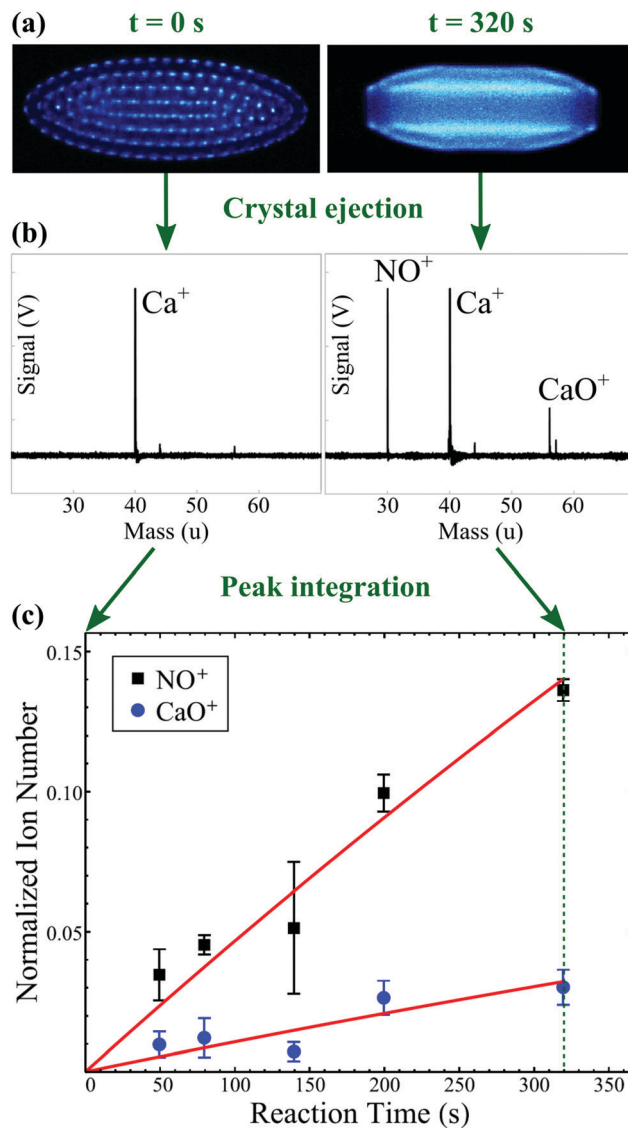 (a)
t = 0 s
t = 320 s
Crystal ejection
(b)
Signal (V)
Ca⁺
30 40 50 60
Mass (u)
Signal (V)
NO⁺
Ca⁺
CaO⁺
30 40 50 60
Mass (u)
Peak integration
(c)
Normalized Ion Number
0.15
0.10
0.05
NO⁺
CaO⁺
0 50 100 150 200 250 300 350
Reaction Time (s)